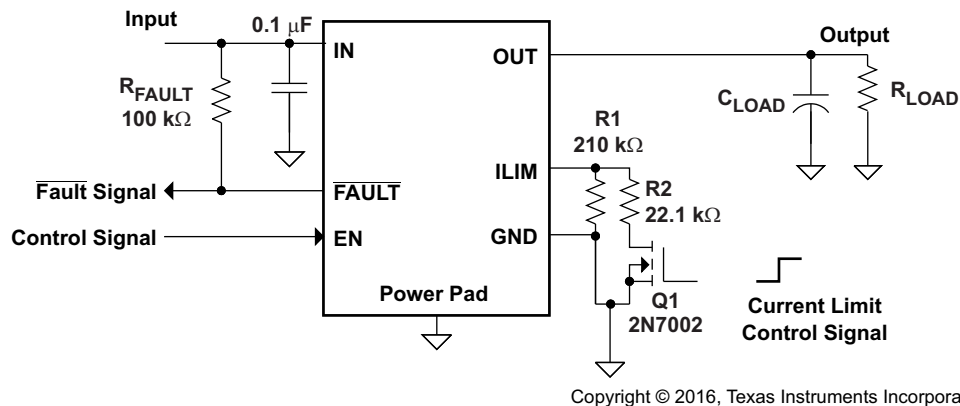 Input
0.1 μF
IN
OUT
Output
R_FAULT
100 kΩ
C_LOAD
R_LOAD
R1
210 kΩ
ILIM
R2
22.1 kΩ
Fault Signal
FAULT
Control Signal
EN
GND
Power Pad
Q1
2N7002
Current Limit
Control Signal
Copyright © 2016, Texas Instruments Incorpora